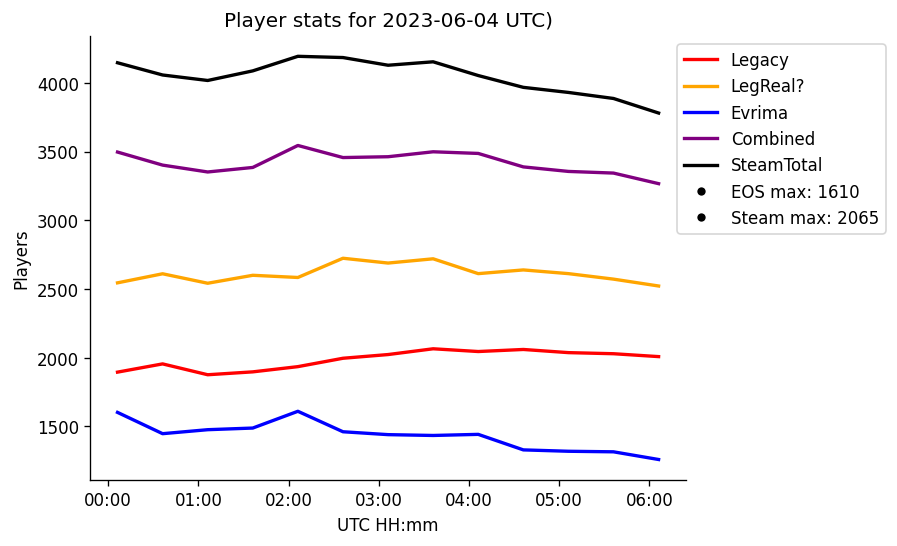 Player stats for 2023-06-04 UTC)
Legacy
LegReal?
Evrima
Combined
SteamTotal
EOS max: 1610
Steam max: 2065
Players
4000
3500
3000
2500
2000
1500
00:00 01:00 02:00 03:00 04:00 05:00 06:00
UTC HH:mm